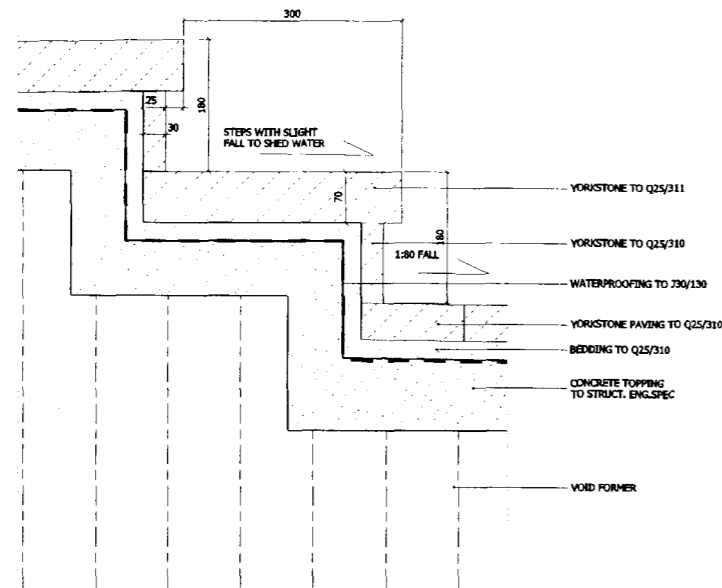 300
180
25
30
STEPS WITH SLIGHT
FALL TO SHED WATER
70
180
1:80 FALL
YORKSTONE TO Q25/311
YORKSTONE TO Q25/310
WATERPROOFING TO J30/130
YORKSTONE PAVING TO Q25/310
BEDDING TO Q25/310
CONCRETE TOPPING
TO STRUCT. ENG.SPEC
VOID FORMER